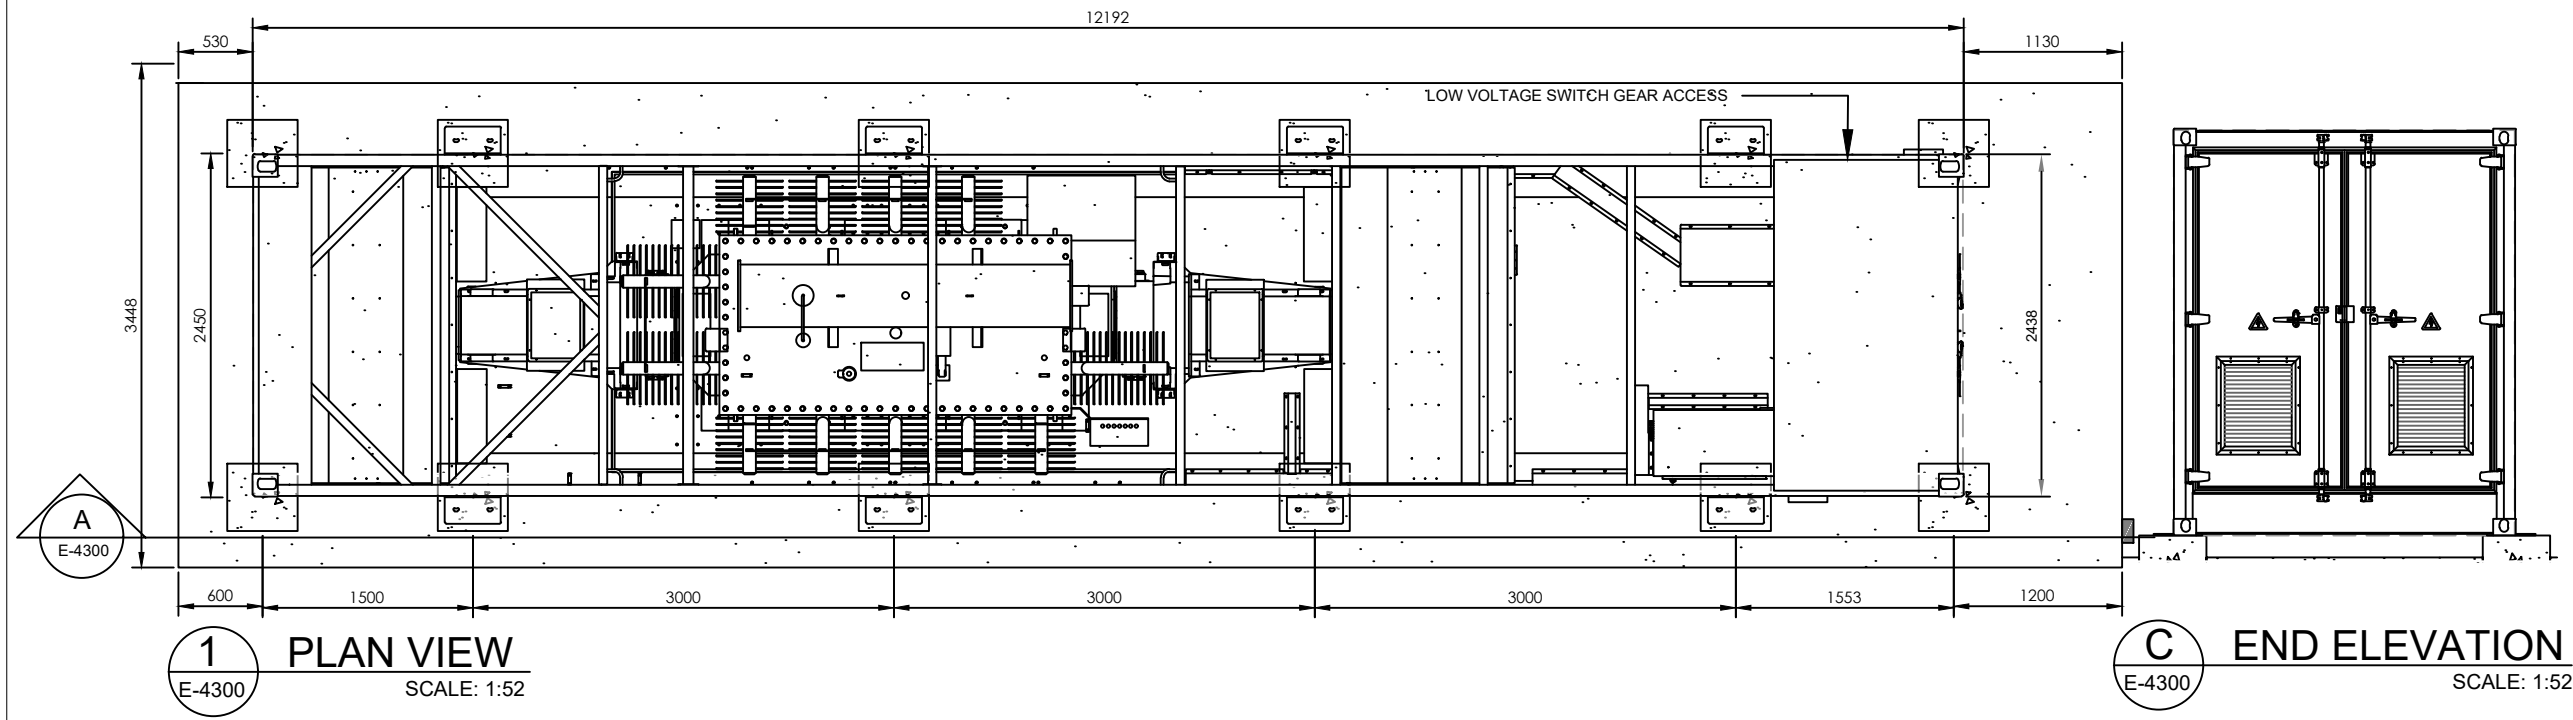 12192
530
1130
LOW VOLTAGE SWITCH GEAR ACCESS
3448
2450
2438
A
E-4300
600
1500
3000
3000
3000
1553
1200
1
E-4300
PLAN VIEW
SCALE: 1:52
C
E-4300
END ELEVATION
SCALE: 1:52